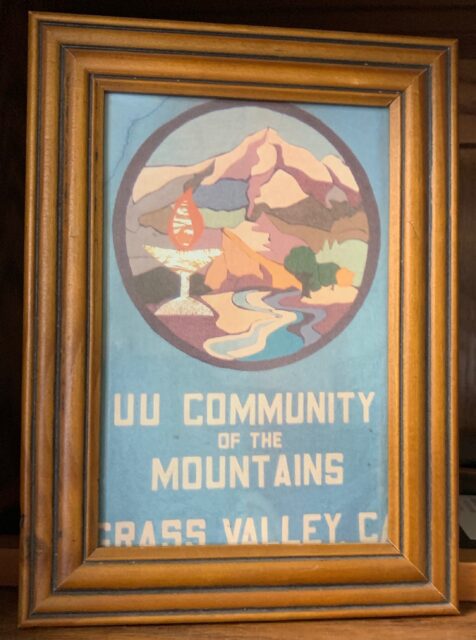 UU COMMUNITY
OF THE
MOUNTAINS
GRASS VALLEY, CA